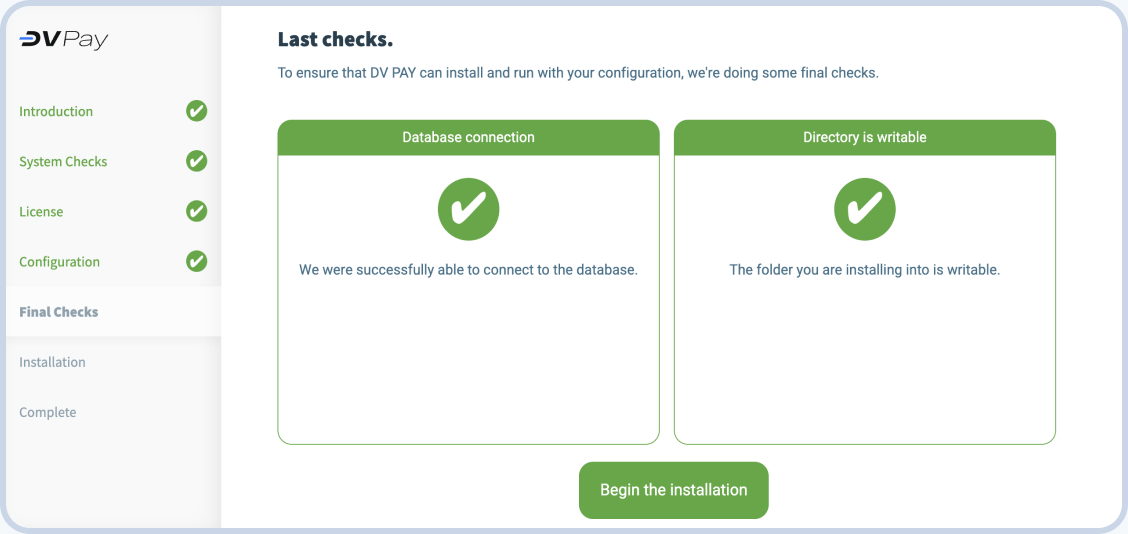 DV Pay
Introduction
System Checks
License
Configuration
Final Checks
Installation
Complete
Last checks.
To ensure that DV PAY can install and run with your configuration, we're doing some final checks.
Database connection
We were successfully able to connect to the database.
Directory is writable
The folder you are installing into is writable.
Begin the installation